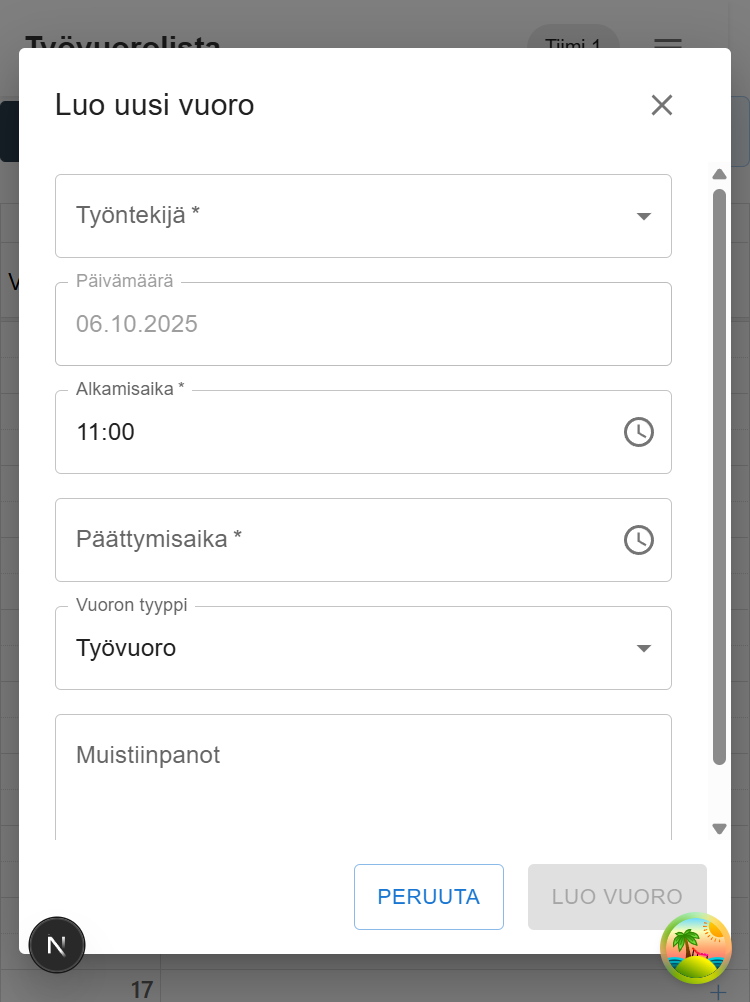 Työvuorolista
Tiimi 1
Luo uusi vuoro
Työntekijä *
Päivämäärä
06.10.2025
Alkamisaika *
11:00
Päättymisaika *
Vuoron tyyppi
Työvuoro
Muistiinpanot
PERUUTA
LUO VUORO
N
17